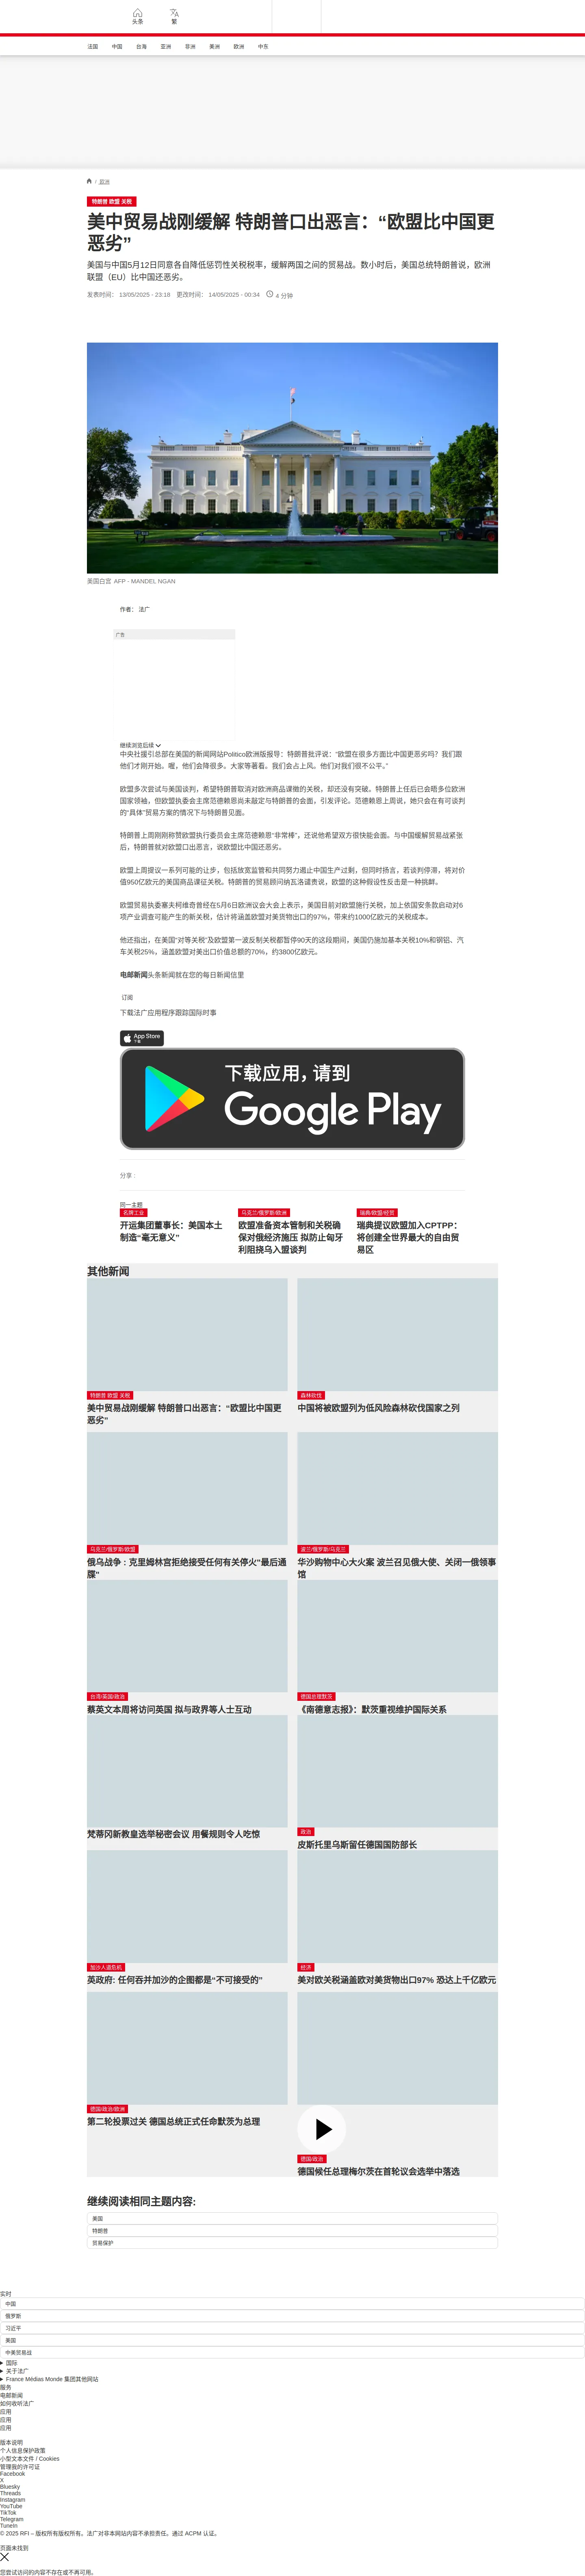 头条
繁
法国 中国 台海 亚洲 非洲 美洲 欧洲 中东
/ 欧洲
特朗普 欧盟 关税
美中贸易战刚缓解 特朗普口出恶言：“欧盟比中国更
恶劣”
美国与中国5月12日同意各自降低惩罚性关税税率，缓解两国之间的贸易战。数小时后，美国总统特朗普说，欧洲
联盟（EU）比中国还恶劣。
发表时间： 13/05/2025 - 23:18 更改时间： 14/05/2025 - 00:34 4 分钟
美国白宫 AFP - MANDEL NGAN
作者： 法广
广告
继续浏览后续
中央社援引总部在美国的新闻网站Politico欧洲版报导：特朗普批评说：“欧盟在很多方面比中国更恶劣吗？我们跟
他们才刚开始。喔，他们会降很多。大家等著看。我们会占上风。他们对我们很不公平。”
欧盟多次尝试与美国谈判，希望特朗普取消对欧洲商品课徵的关税，却还没有突破。特朗普上任后已会晤多位欧洲
国家领袖，但欧盟执委会主席范德赖恩尚未敲定与特朗普的会面，引发评论。范德赖恩上周说，她只会在有可谈判
的“具体”贸易方案的情况下与特朗普见面。
特朗普上周刚刚称赞欧盟执行委员会主席范德赖恩“非常棒”，还说他希望双方很快能会面。与中国缓解贸易战紧张
后，特朗普就对欧盟口出恶言，说欧盟比中国还恶劣。
欧盟上周提议一系列可能的让步，包括放宽监管和共同努力遏止中国生产过剩，但同时扬言，若谈判停滞，将对价
值950亿欧元的美国商品课征关税。特朗普的贸易顾问纳瓦洛谴责说，欧盟的这种假设性反击是一种挑衅。
欧盟贸易执委塞夫柯维奇曾经在5月6日欧洲议会大会上表示，美国目前对欧盟施行关税，加上依国安条款启动对6
项产业调查可能产生的新关税，估计将涵盖欧盟对美货物出口的97%，带来约1000亿欧元的关税成本。
他还指出，在美国“对等关税”及欧盟第一波反制关税都暂停90天的这段期间，美国仍施加基本关税10%和钢铝、汽
车关税25%，涵盖欧盟对美出口价值总额的70%，约3800亿欧元。
电邮新闻头条新闻就在您的每日新闻信里
订阅
下载法广应用程序跟踪国际时事
App Store
下载
下载应用，请到
Google Play
分享 :
同一主题
名牌工业
开运集团董事长：美国本土
制造“毫无意义”
乌克兰/俄罗斯/欧洲
欧盟准备资本管制和关税确
保对俄经济施压 拟防止匈牙
利阻挠乌入盟谈判
瑞典/欧盟/经贸
瑞典提议欧盟加入CPTPP：
将创建全世界最大的自由贸
易区
其他新闻
特朗普 欧盟 关税
美中贸易战刚缓解 特朗普口出恶言：“欧盟比中国更
恶劣”
森林砍伐
中国将被欧盟列为低风险森林砍伐国家之列
乌克兰/俄罗斯/欧盟
俄乌战争 : 克里姆林宫拒绝接受任何有关停火“最后通
牒”
波兰/俄罗斯/乌克兰
华沙购物中心大火案 波兰召见俄大使、关闭一俄领事
馆
台湾/英国/政治
蔡英文本周将访问英国 拟与政界等人士互动
德国总理默茨
《南德意志报》：默茨重视维护国际关系
梵蒂冈新教皇选举秘密会议 用餐规则令人吃惊
政治
皮斯托里乌斯留任德国国防部长
加沙人道危机
英政府: 任何吞并加沙的企图都是“不可接受的”
经济
美对欧关税涵盖欧对美货物出口97% 恐达上千亿欧元
德国/政治/欧洲
第二轮投票过关 德国总统正式任命默茨为总理
德国/政治
德国候任总理梅尔茨在首轮议会选举中落选
继续阅读相同主题内容:
美国
特朗普
贸易保护
实时
中国
俄罗斯
习近平
美国
中美贸易战
国际
关于法广
France Médias Monde 集团其他网站
服务
电邮新闻
如何收听法广
应用
应用
应用
版本说明
个人信息保护政策
小型文本文件 / Cookies
管理我的许可证
Facebook
X
Bluesky
Threads
Instagram
YouTube
TikTok
Telegram
TuneIn
© 2025 RFI – 版权所有版权所有。法广对非本网站内容不承担责任。通过 ACPM 认证。
页面未找到
您尝试访问的内容不存在或不再可用。